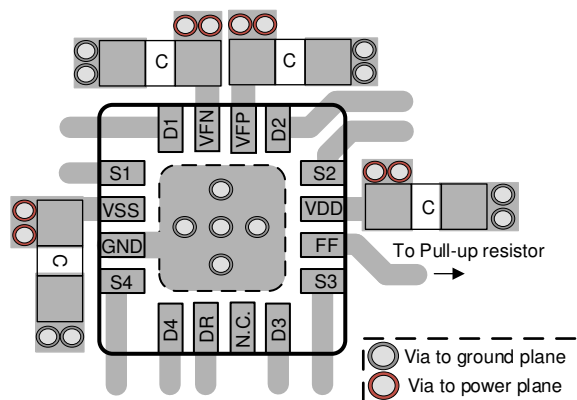 C
C
D1
VFN
VFP
D2
S1
S2
VSS
VDD
C
GND
FF
To Pull-up resistor
C
S4
S3
D4
DR
N.C.
D3
Via to ground plane
Via to power plane